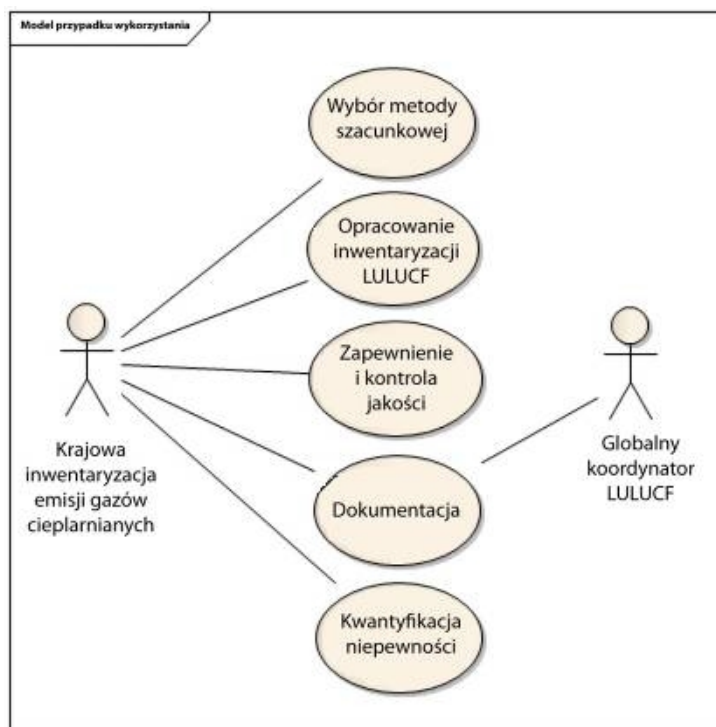 Model przypadku wykorzystania
Wybór metody
szacunkowej
Opracowanie
inwentaryzacji
LULUCF
Zapewnienie
i kontrola
jakości
Krajowa
inwentaryzacja
emisji gazów
cieplarnianych
Globalny
koordynator
LULUCF
Dokumentacja
Kwantyfikacja
niepewności